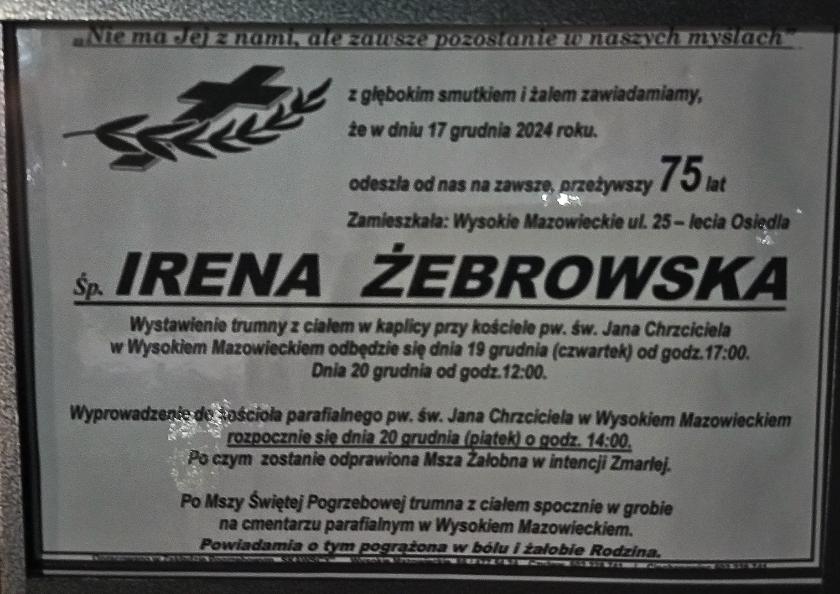 „Nie ma Jej z nami, ale zawsze pozostanie w naszych myślach”
z głębokim smutkiem i żalem zawiadamiamy,
że w dniu 17 grudnia 2024 roku.
odeszła od nas na zawsze, przeżywszy 75 lat
Zamieszkała: Wysokie Mazowieckie ul. 25 – lecia Osiedla
Śp. IRENA ŻEBROWSKA
Wystawienie trumny z ciałem w kaplicy przy kościele pw. św. Jana Chrzciciela
w Wysokiem Mazowieckiem odbędzie się dnia 19 grudnia (czwartek) od godz.17:00.
Dnia 20 grudnia od godz.12:00.
Wyprowadzenie do kościoła parafialnego pw. św. Jana Chrzciciela w Wysokiem Mazowieckiem
rozpocznie się dnia 20 grudnia (piątek) o godz. 14:00.
Po czym zostanie odprawiona Msza Żałobna w intencji Zmarłej.
Po Mszy Świętej Pogrzebowej trumna z ciałem spocznie w grobie
na cmentarzu parafialnym w Wysokiem Mazowieckiem.
Powiadamia o tym pogrążona w bólu i żałobie Rodzina.